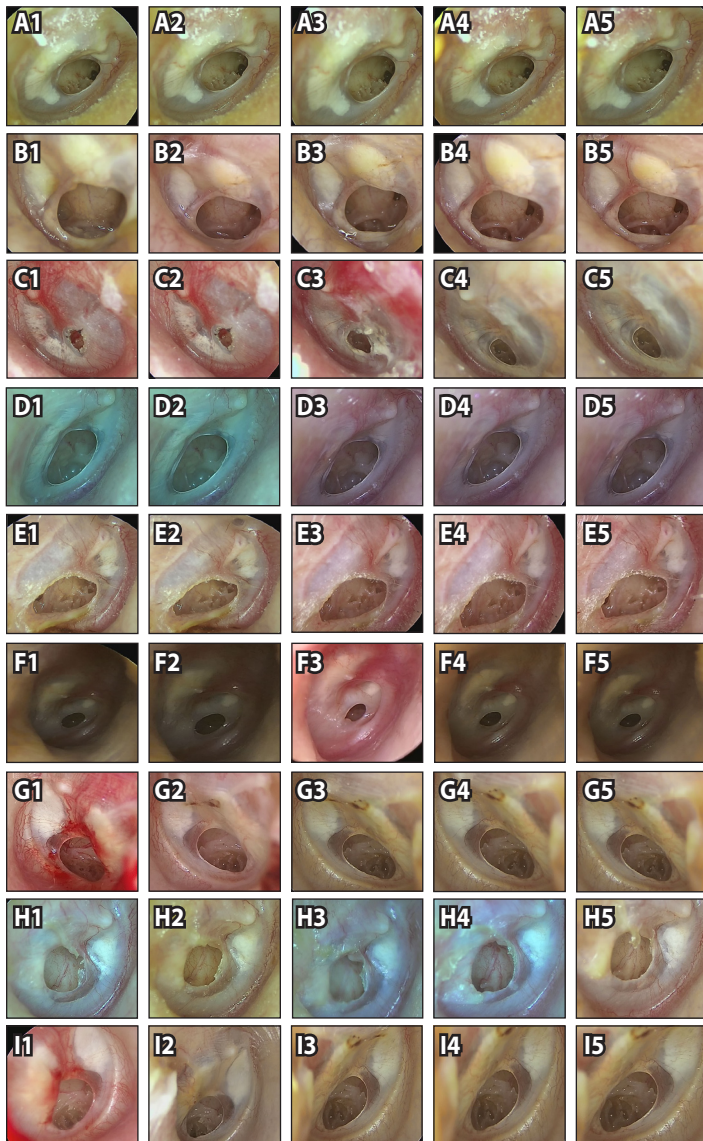 A1 A2 A3 A4 A5
B1 B2 B3 B4 B5
C1 C2 C3 C4 C5
D1 D2 D3 D4 D5
E1 E2 E3 E4 E5
F1 F2 F3 F4 F5
G1 G2 G3 G4 G5
H1 H2 H3 H4 H5
I1 I2 I3 I4 I5